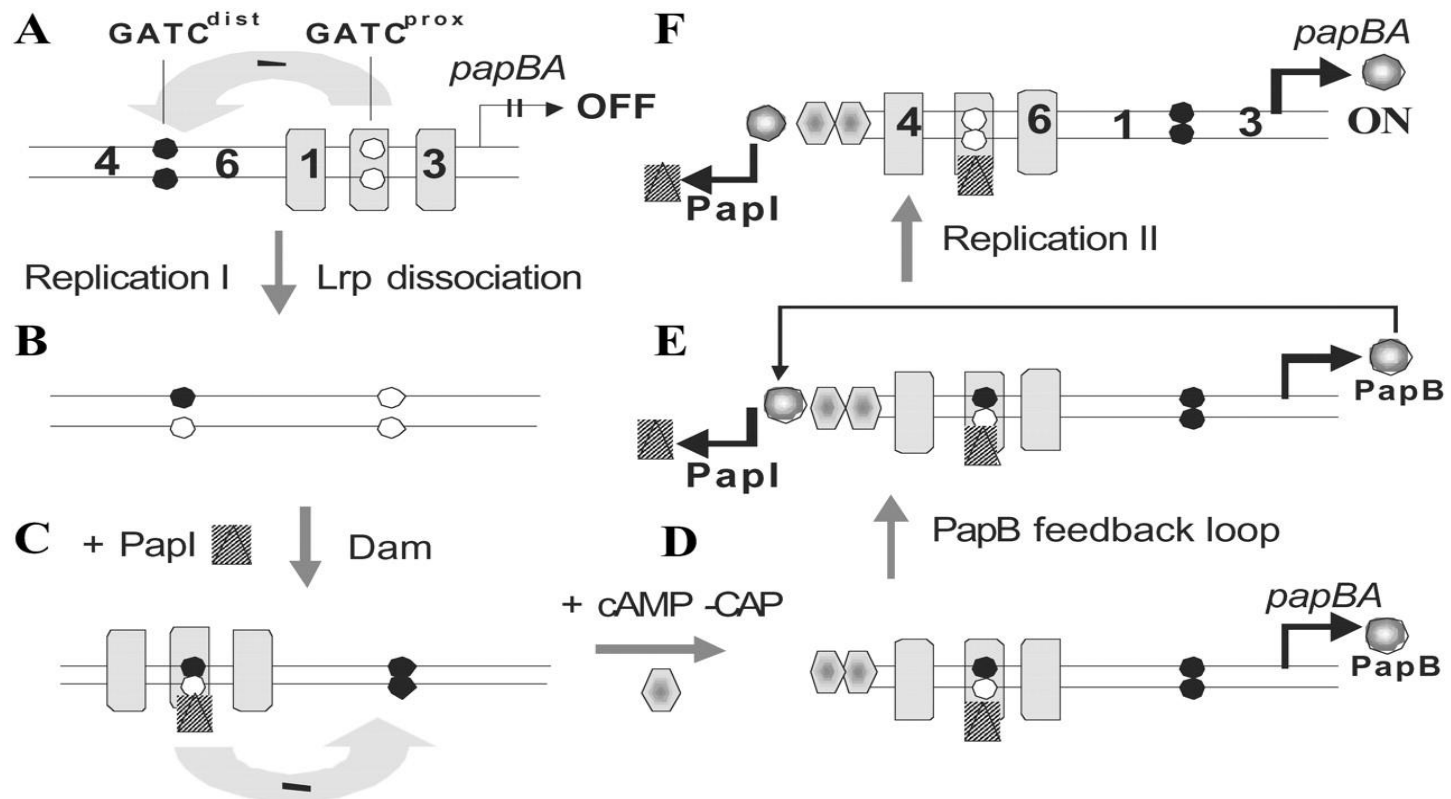 A
GATC^dist
GATC^prox
–
papBA
OFF
4
6
1
3
Replication I
Lrp dissociation
B
C
+ PapI
Dam
–
+ cAMP -CAP
D
papBA
PapB
PapB feedback loop
E
PapI
PapB
Replication II
F
papBA
4
6
1
3
ON
PapI